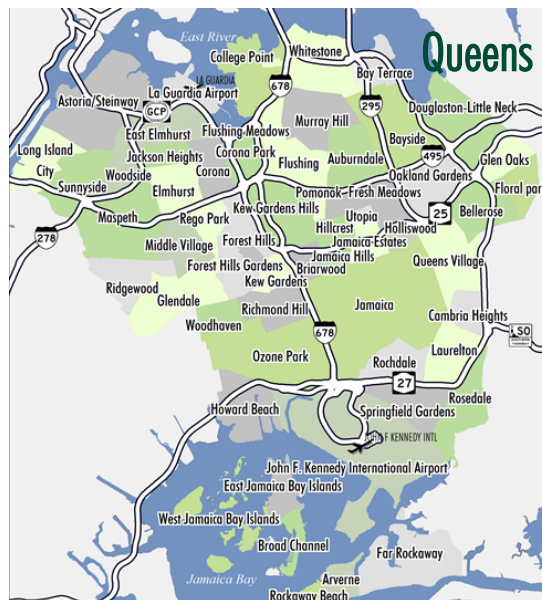 East River
Whitestone
Queens
College Point
Bay Terrace
LA GUARDIA
678
La Guardia Airport
295
Astoria/Steinway
GCP
Douglaston-Little Neck
Murray Hill
East Elmhurst
Flushing-Meadows
Bayside
Long Island
City
Jackson Heights
Corona Park
495
Auburndale
Glen Oaks
Flushing
Woodside
Corona
Oakland Gardens
Sunnyside
Elmhurst
Pomonok
Fresh Meadows
Floral par
Maspeth
Rego Park
Kew Gardens Hills
Utopia
25
Bellerose
278
Hillcrest
Holliswood
Middle Village
Forest Hills
Jamaica-Estates
Jamaica Hills
Queens Village
Forest Hills Gardens
Briarwood
Kew Gardens
Ridgewood
Glendale
Richmond Hill
Jamaica
Cambria Heights
Woodhaven
678
SO
Ozone Park
Rochdale
Laurelton
27
Rosedale
Howard Beach
Springfield Gardens
JOHN F KENNEDY INTL
John F. Kennedy International Airport
East Jamaica Bay Islands
West Jamaica Bay Islands
Broad Channel
Far Rockaway
Jamaica Bay
Arverne
Rockaway Beach